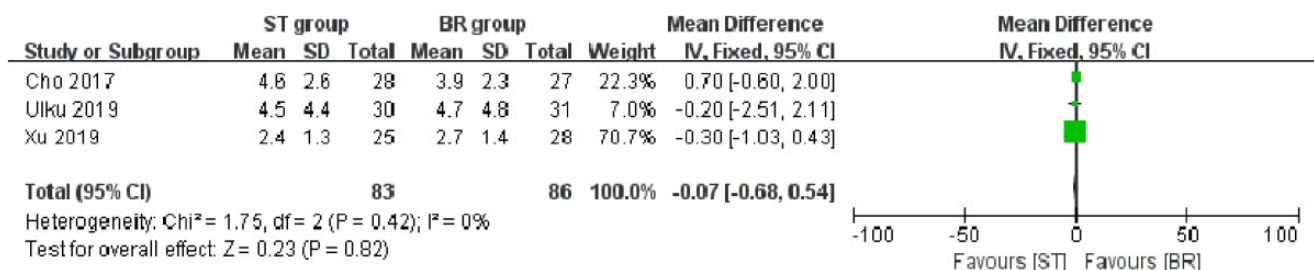 ST group BR group Mean Difference Mean Difference
Study or Subgroup Mean SD Total Mean SD Total Weight IV, Fixed, 95% CI IV, Fixed, 95% CI
Cho 2017 4.6 2.6 28 3.9 2.3 27 22.3% 0.70 [-0.60, 2.00]
Ulku 2019 4.5 4.4 30 4.7 4.8 31 7.0% -0.20 [-2.51, 2.11]
Xu 2019 2.4 1.3 25 2.7 1.4 28 70.7% -0.30 [-1.03, 0.43]
Total (95% CI) 83 86 100.0% -0.07 [-0.68, 0.54]
Heterogeneity: Chi² = 1.75, df = 2 (P = 0.42); I² = 0%
Test for overall effect: Z = 0.23 (P = 0.82)
-100 -50 0 50 100
Favours [ST] Favours [BR]